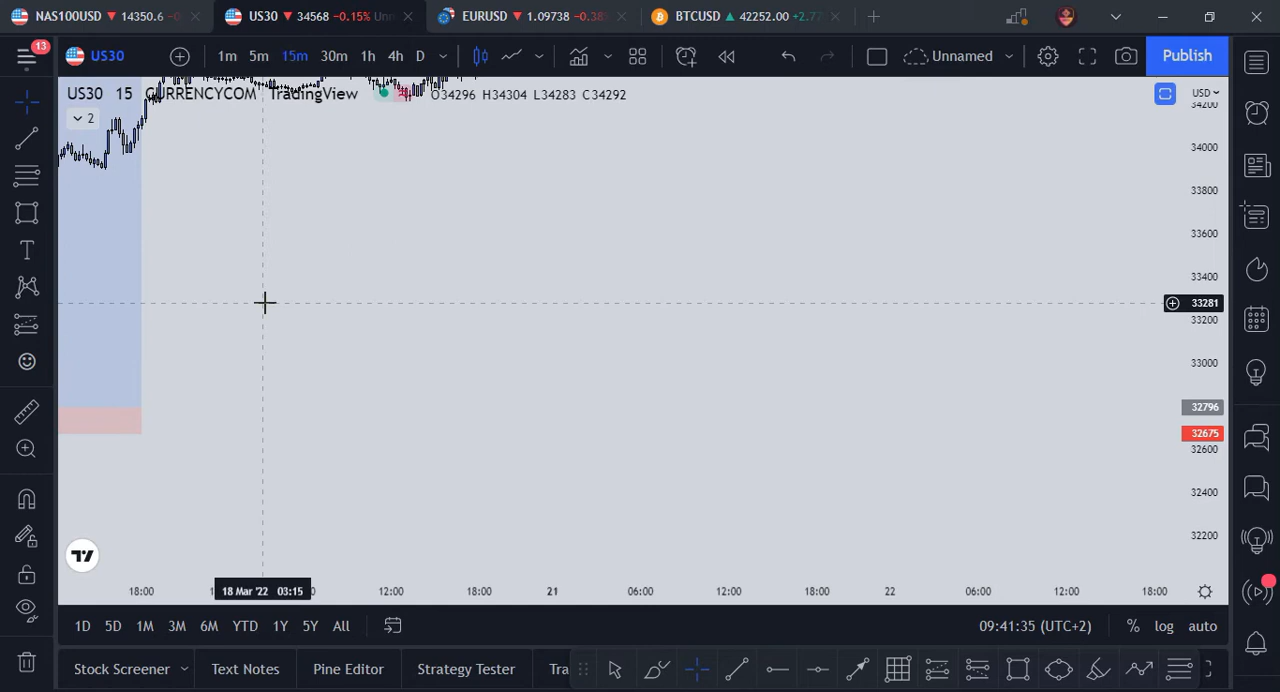 NAS100USD 14350.6
US30 34568 -0.15%
EURUSD 1.09738 -0.38%
BTCUSD 42252.00
13 US30 1m 5m 15m 30m 1h 4h D Unnamed Publish
US30 15 CURRENCYCOM TradingView O34296 H34304 L34283 C34292 USD
2
34200
34000
33800
33600
33400
33281
33200
33000
32796
32675
32600
32400
32200
18:00 18 Mar '22 03:15 12:00 18:00 21 06:00 12:00 18:00 22 06:00 12:00 18:00
1D 5D 1M 3M 6M YTD 1Y 5Y All 09:41:35 (UTC+2) % log auto
Stock Screener Text Notes Pine Editor Strategy Tester Tra